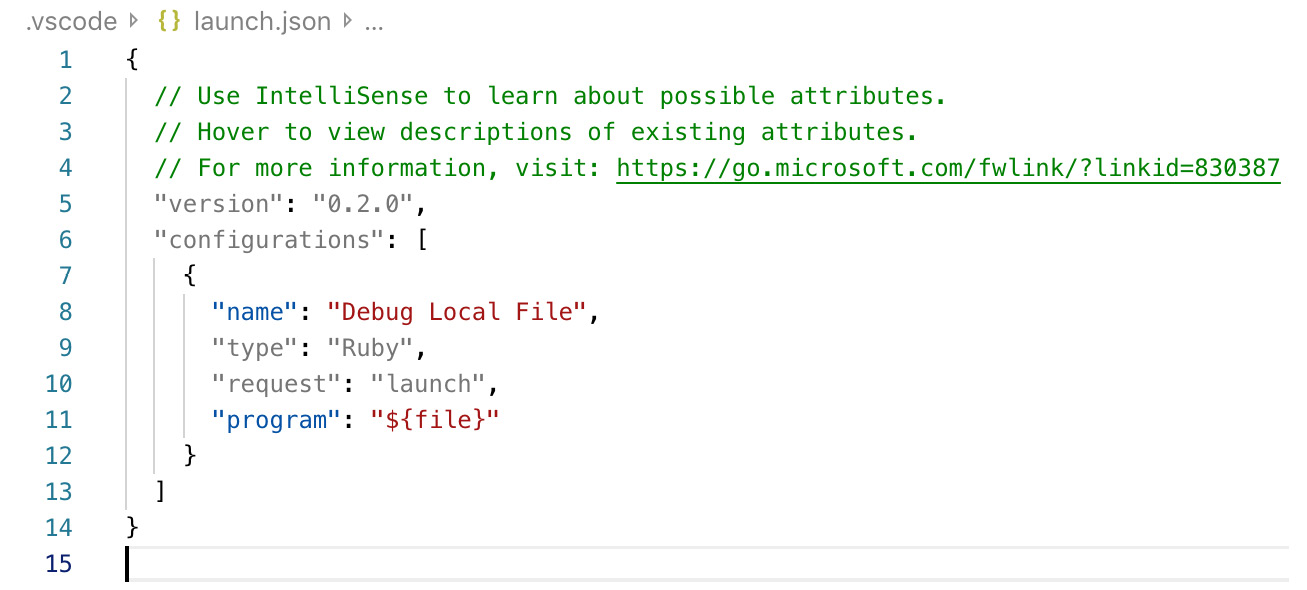 .vscode {} launch.json ...
1 {
2 // Use IntelliSense to learn about possible attributes.
3 // Hover to view descriptions of existing attributes.
4 // For more information, visit: https://go.microsoft.com/fwlink/?linkid=830387
5 "version": "0.2.0",
6 "configurations": [
7 {
8 "name": "Debug Local File",
9 "type": "Ruby",
10 "request": "launch",
11 "program": "${file}"
12 }
13 ]
14 }
15